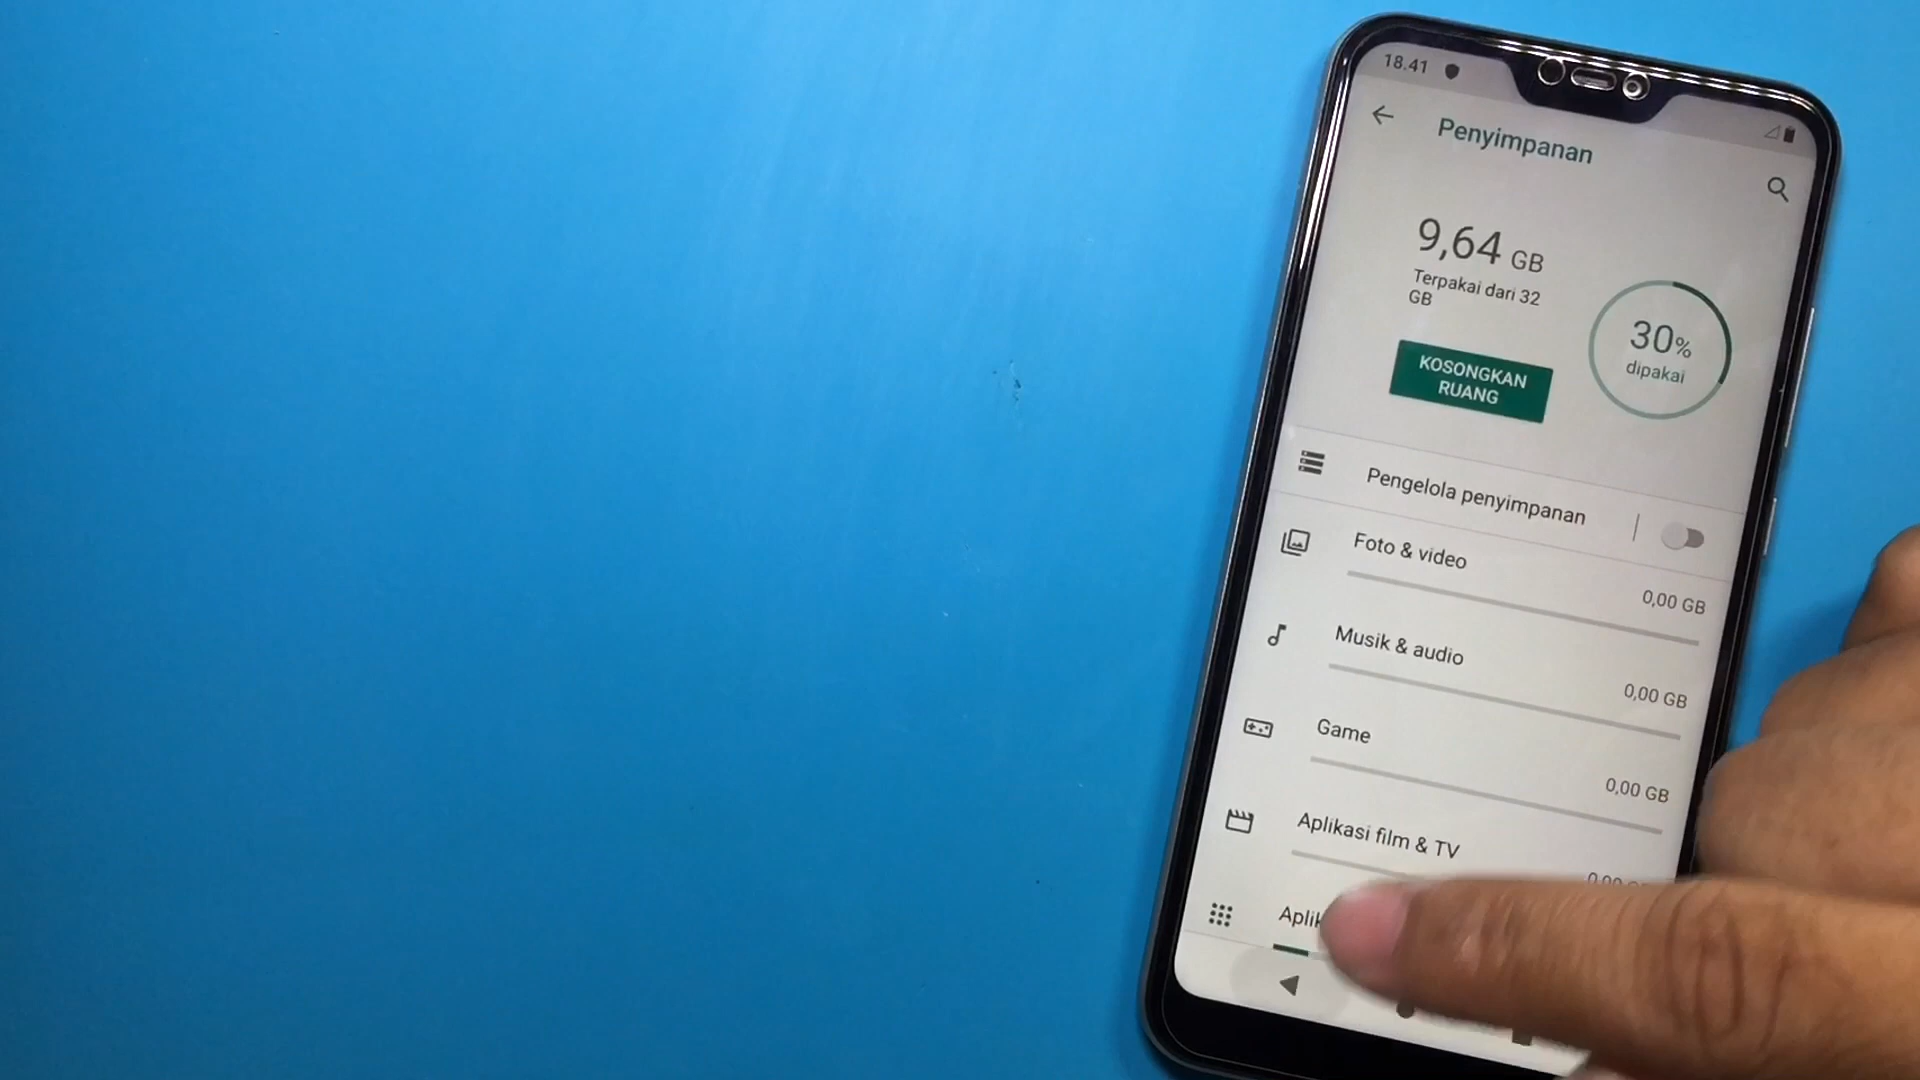 18.41
Penyimpanan
9,64 GB
Terpakai dari 32
GB
30%
dipakai
KOSONGKAN
RUANG
Pengelola penyimpanan
Foto & video
0,00 GB
Musik & audio
0,00 GB
Game
0,00 GB
Aplikasi film & TV